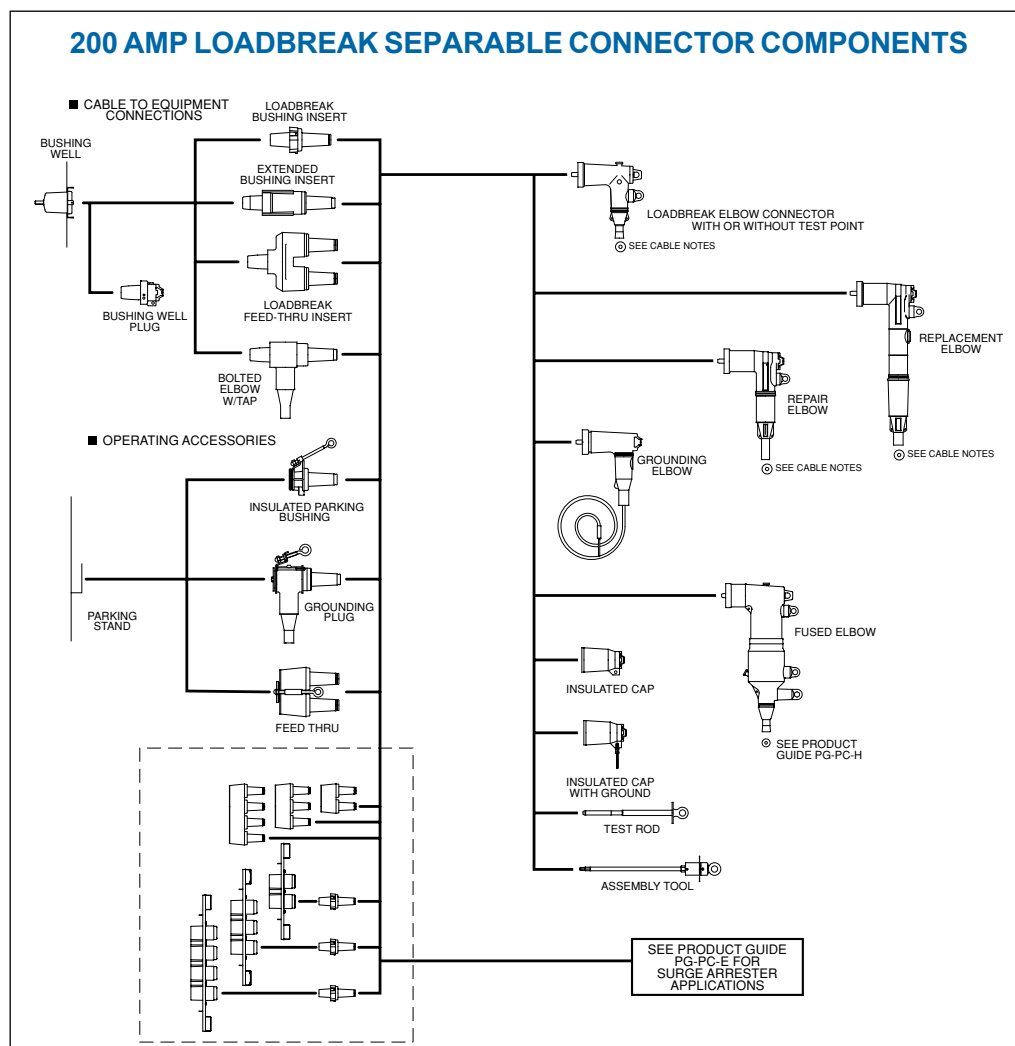 200 AMP LOADBREAK SEPARABLE CONNECTOR COMPONENTS
■ CABLE TO EQUIPMENT
CONNECTIONS
BUSHING
WELL
LOADBREAK
BUSHING INSERT
EXTENDED
BUSHING INSERT
LOADBREAK
FEED-THRU INSERT
BUSHING WELL
PLUG
BOLTED
ELBOW
W/TAP
■ OPERATING ACCESSORIES
INSULATED PARKING
BUSHING
GROUNDING
PLUG
PARKING
STAND
FEED THRU
LOADBREAK ELBOW CONNECTOR
WITH OR WITHOUT TEST POINT
SEE CABLE NOTES
REPLACEMENT
ELBOW
SEE CABLE NOTES
REPAIR
ELBOW
SEE CABLE NOTES
GROUNDING
ELBOW
FUSED ELBOW
SEE PRODUCT
GUIDE PG-PC-H
INSULATED CAP
INSULATED CAP
WITH GROUND
TEST ROD
ASSEMBLY TOOL
SEE PRODUCT GUIDE
PG-PC-E FOR
SURGE ARRESTER
APPLICATIONS